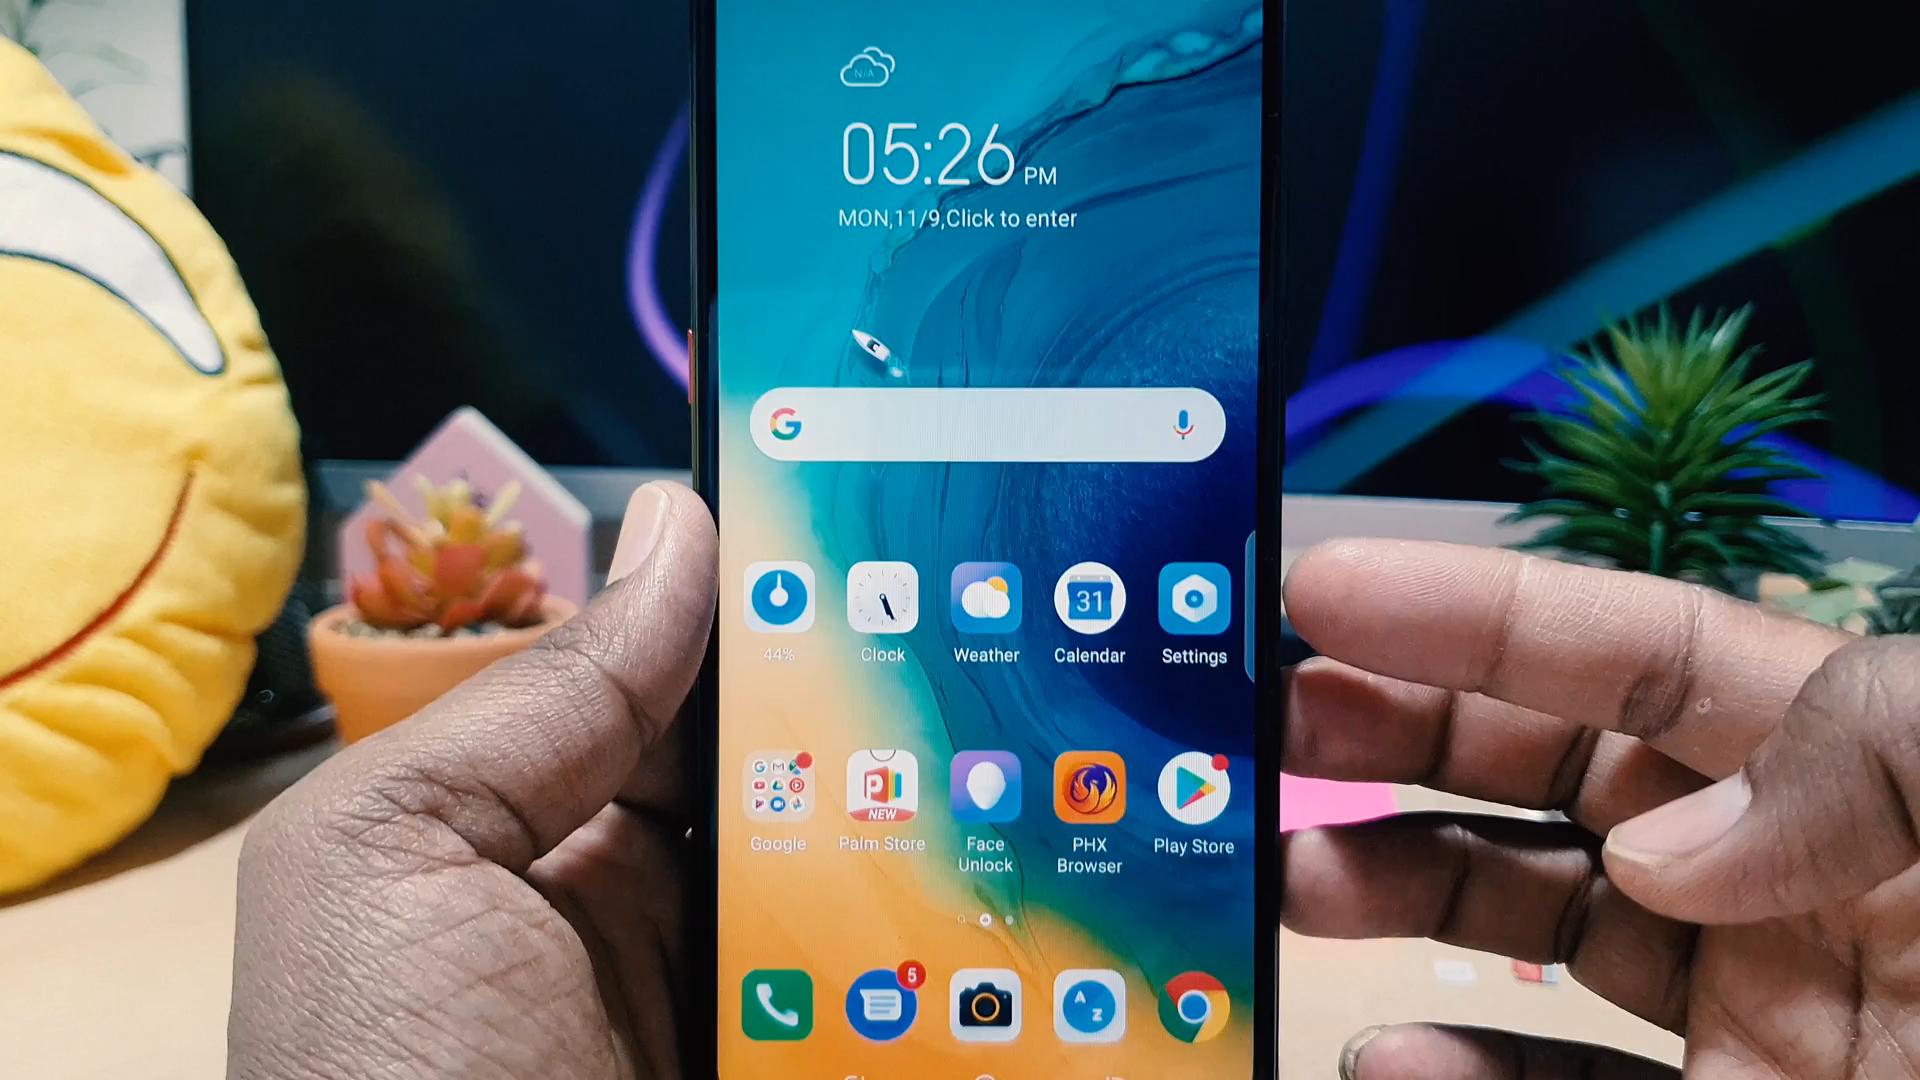 N/A
05:26 PM
MON,11/9,Click to enter
G
31
44%
Clock
Weather
Calendar
Settings
P
NEW
Google
Palm Store
Face
Unlock
PHX
Browser
Play Store
5
A
Z